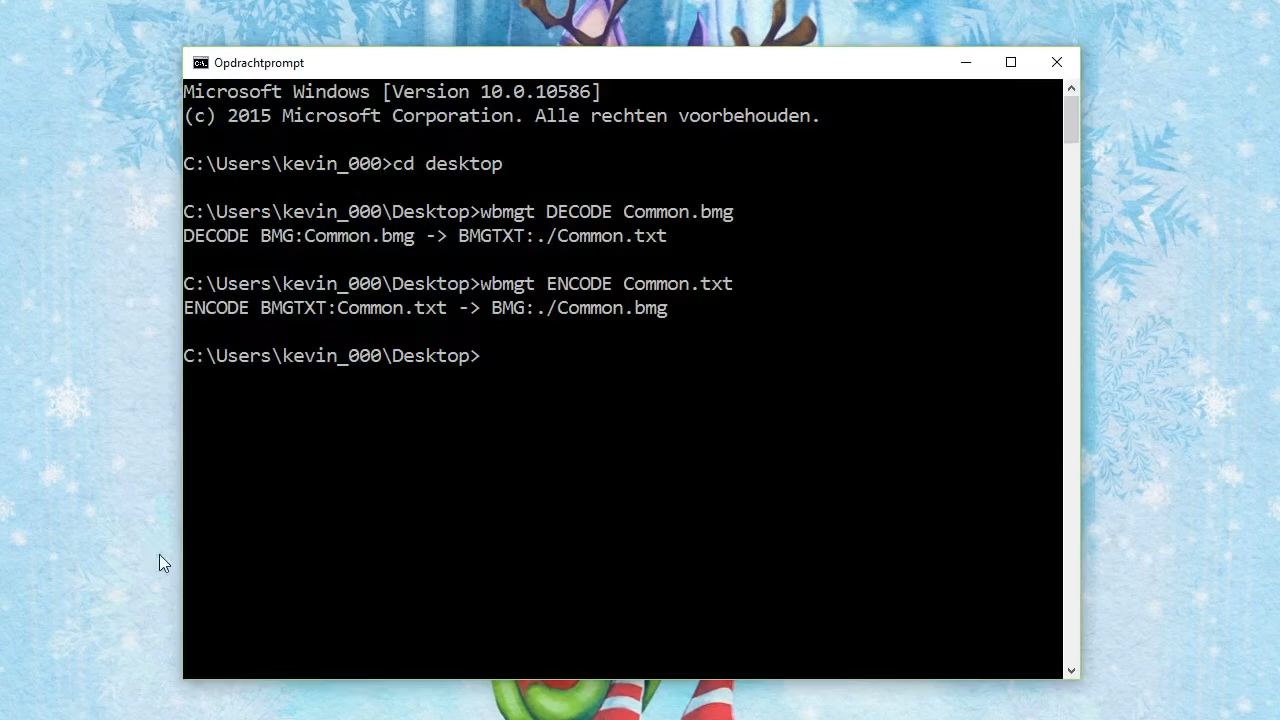 Opdrachtprompt
Microsoft Windows [Version 10.0.10586]
(c) 2015 Microsoft Corporation. Alle rechten voorbehouden.
C:\Users\kevin_000>cd desktop
C:\Users\kevin_000\Desktop>wbmgt DECODE Common.bmg
DECODE BMG:Common.bmg -> BMGTXT:./Common.txt
C:\Users\kevin_000\Desktop>wbmgt ENCODE Common.txt
ENCODE BMGTXT:Common.txt -> BMG:./Common.bmg
C:\Users\kevin_000\Desktop>